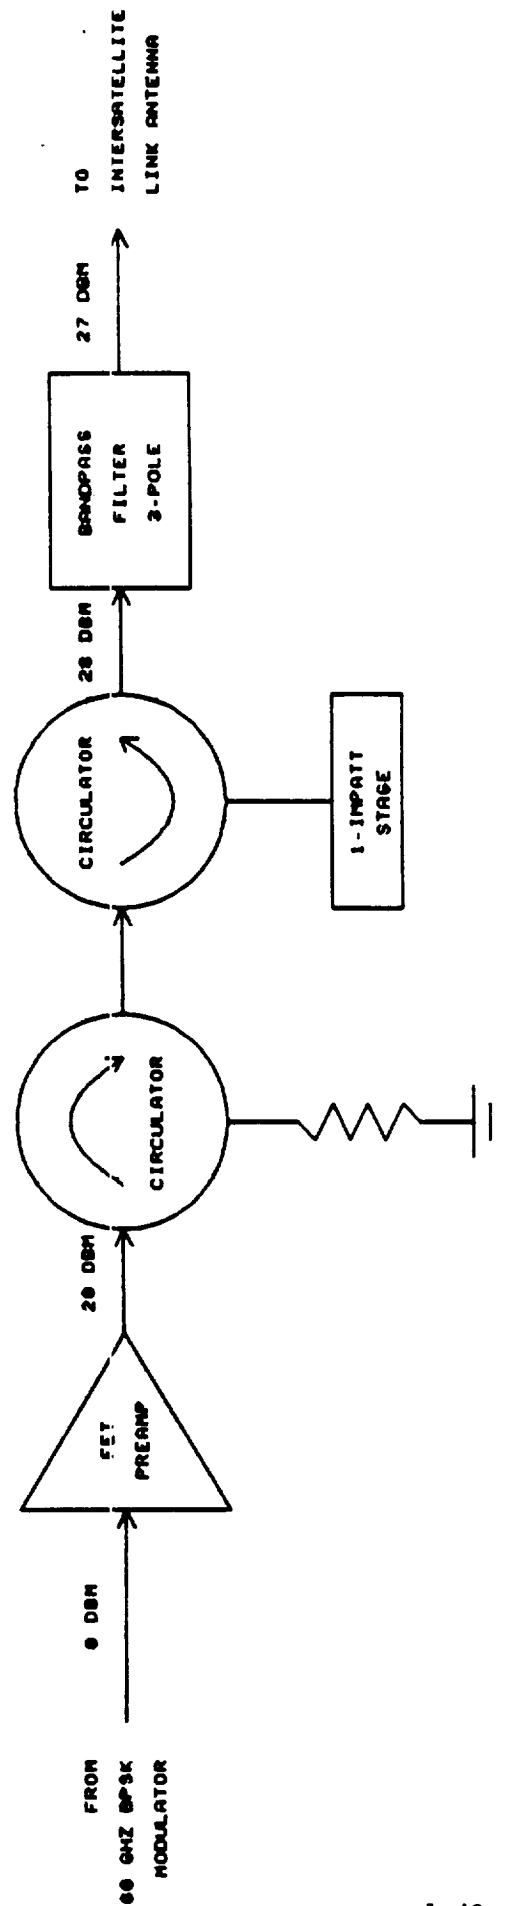 FROM
60 GHZ BPSK
MODULATOR
0 DBM
FET
PREAMP
20 DBM
CIRCULATOR
CIRCULATOR
1-IMPATT
STAGE
28 DBM
BANDPASS
FILTER
3-POLE
27 DBM
TO
INTERSATELLITE
LINK ANTENNA